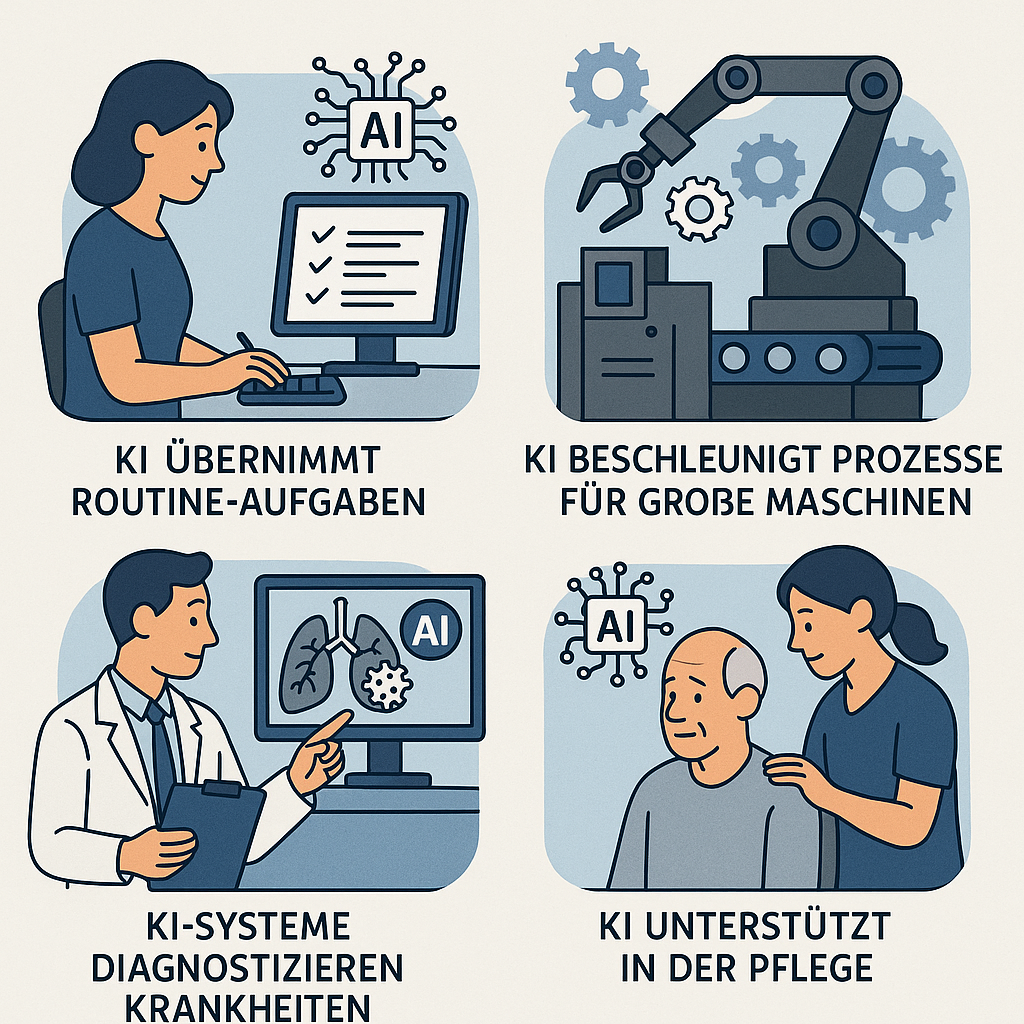 AI
KI ÜBERNIMMT
ROUTINE-AUFGABEN
KI BESCHLEUNIGT PROZESSE
FÜR GROßE MASCHINEN
AI
KI-SYSTEME
DIAGNOSTIZIEREN
KRANKHEITEN
AI
KI UNTERSTÜTZT
IN DER PFLEGE